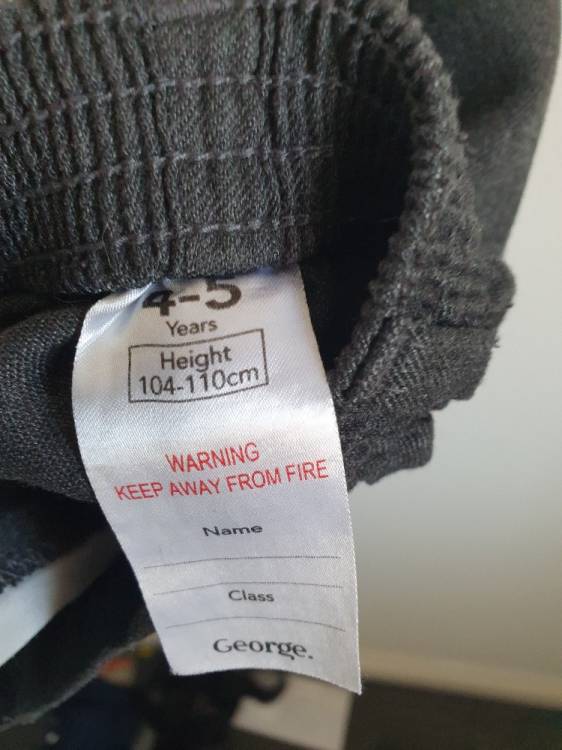 4-5
Years
Height
104-110cm
WARNING
KEEP AWAY FROM FIRE
Name
Class
George.